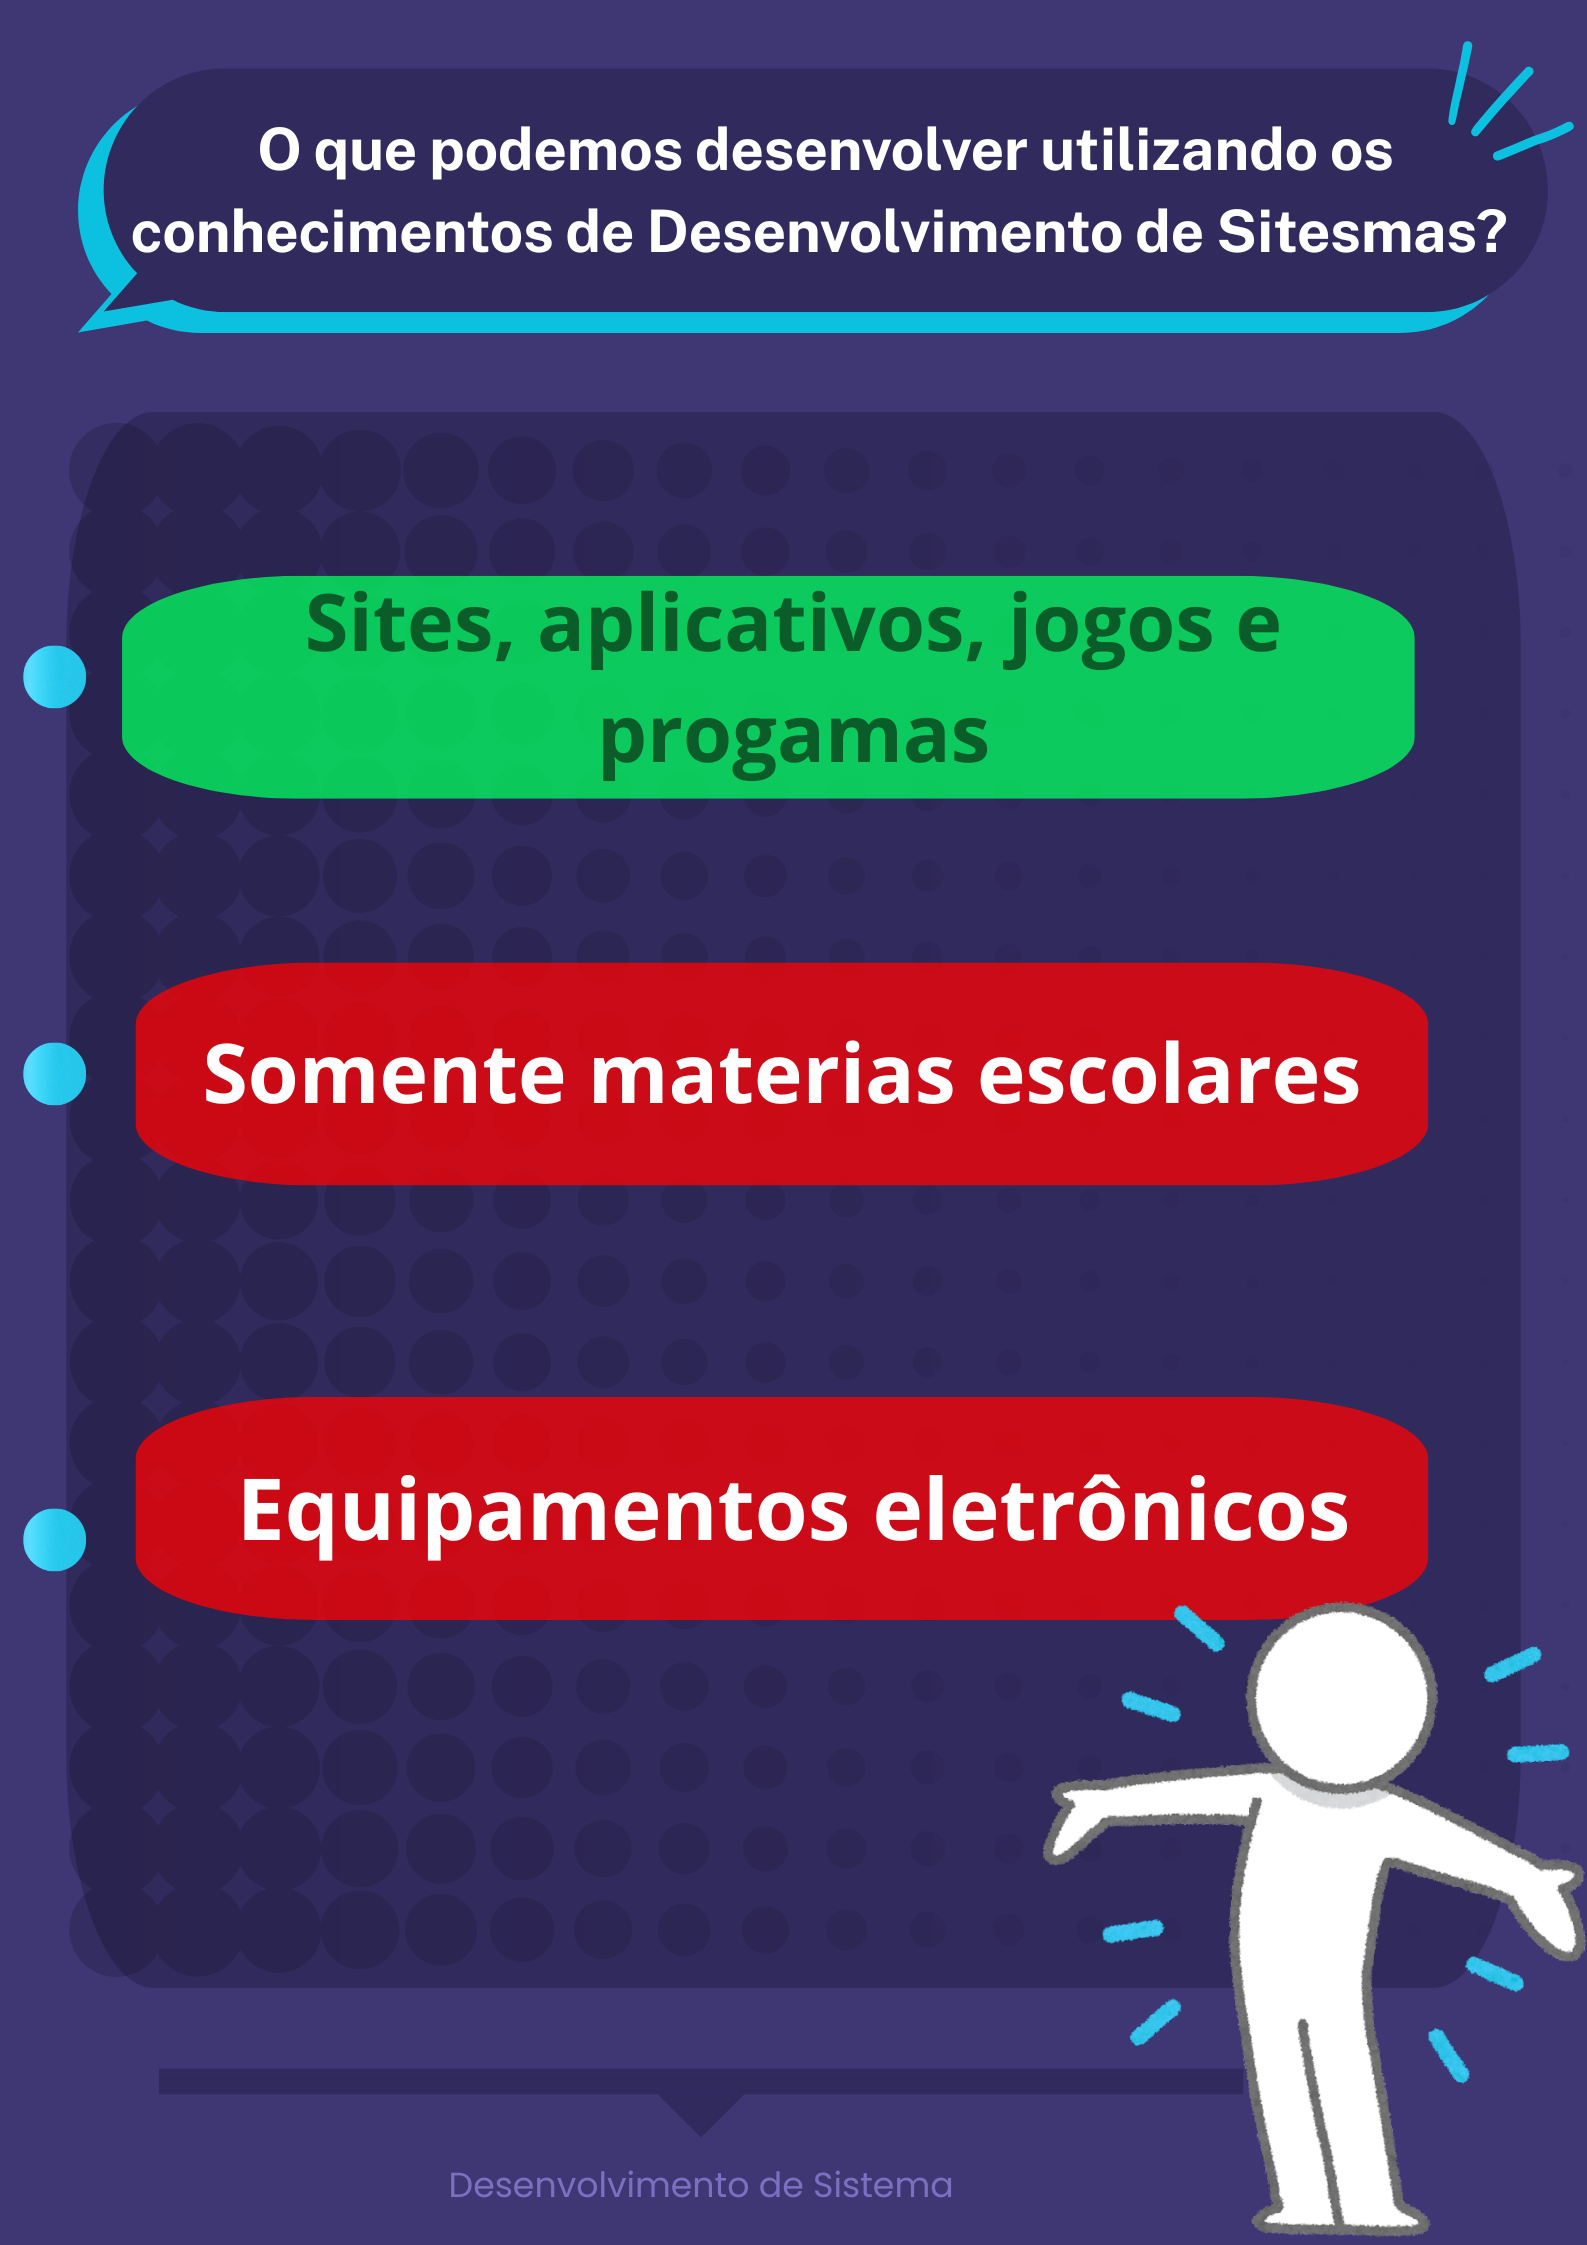 O que podemos desenvolver utilizando os
conhecimentos de Desenvolvimento de Sitesmas?
Sites, aplicativos, jogos e
progamas
Somente materias escolares
Equipamentos eletrônicos
Desenvolvimento de Sistema